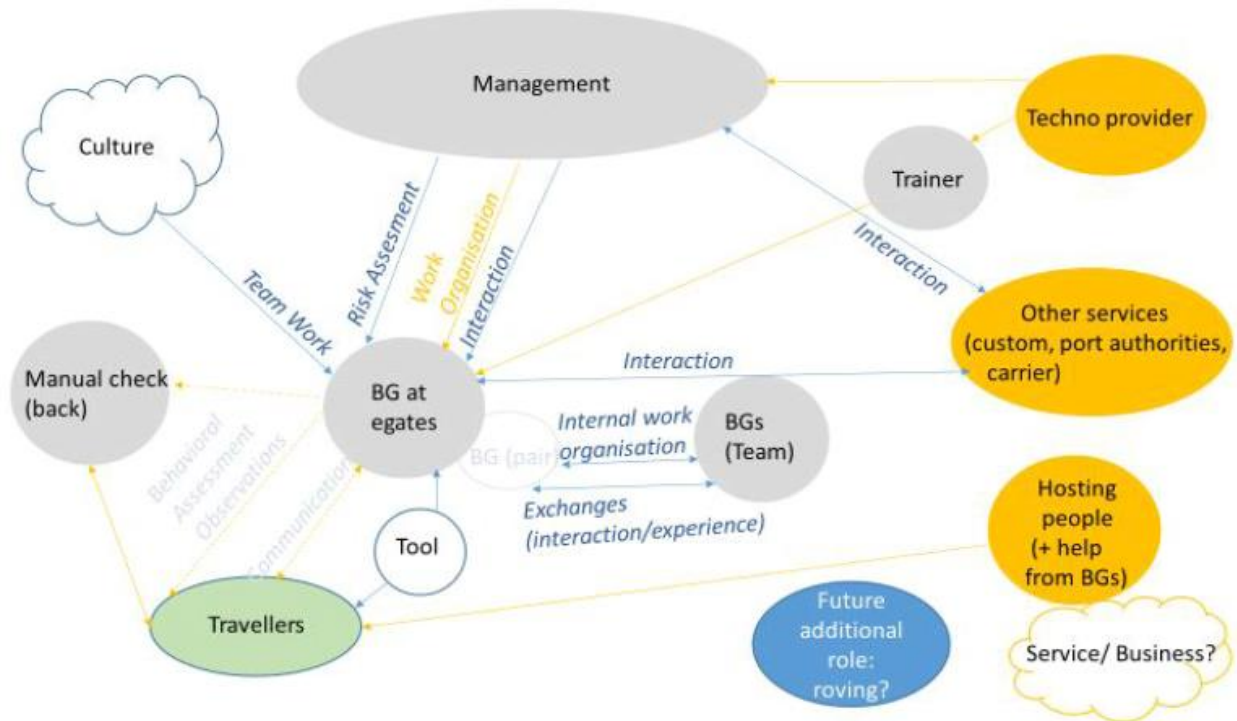 Management
Techno provider
Culture
Trainer
Risk Assesment
Work
Organisation
Interaction
Interaction
Team Work
Other services
(custom, port authorities,
carrier)
Interaction
Manual check
(back)
BG at
egates
BG (pair)
Internal work
organisation
BGs
(Team)
Behavioral
Assessment
Observations
Communication
Exchanges
(interaction/experience)
Hosting
people
(+ help
from BGs)
Tool
Travellers
Future
additional
role:
roving?
Service/ Business?